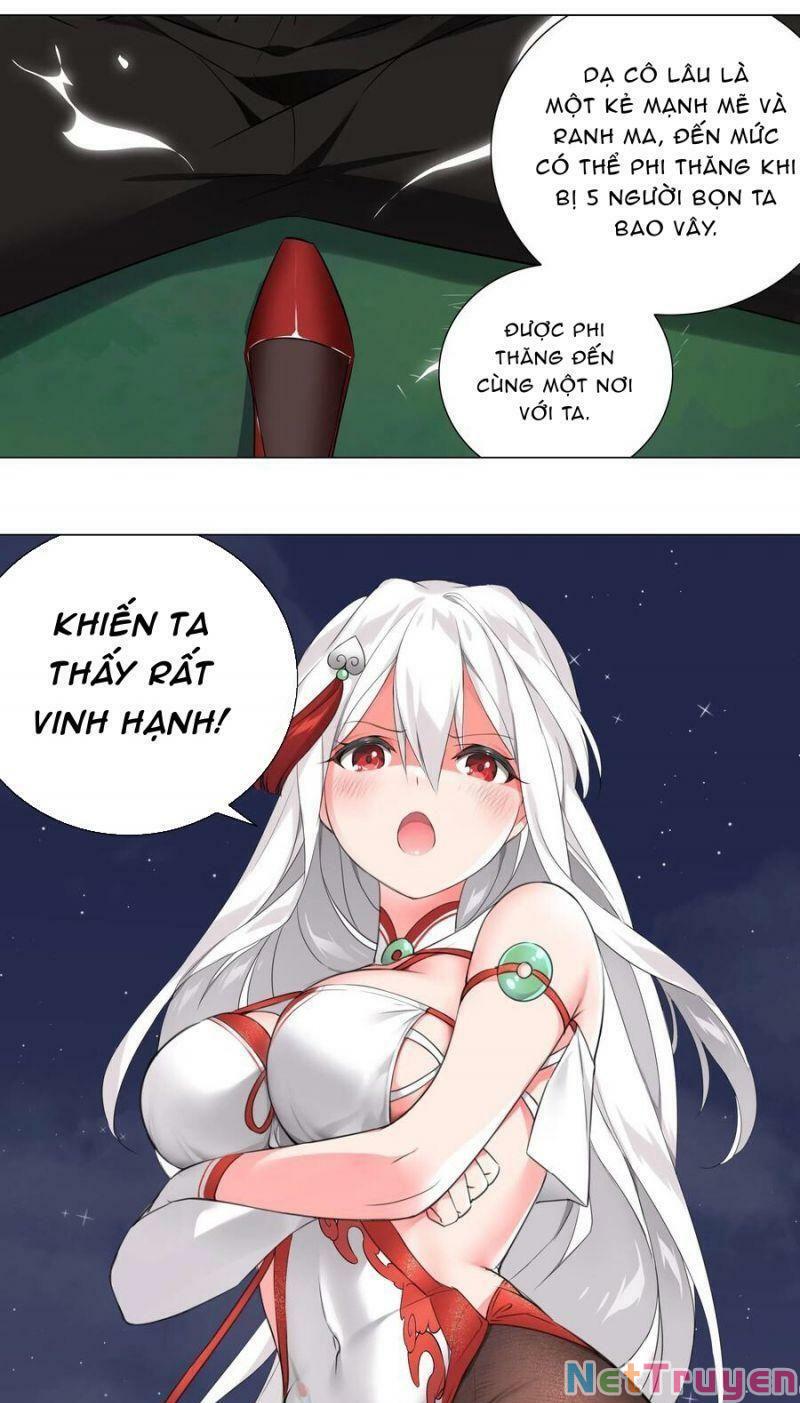 DẠ CÔ LÂU LÀ
MỘT KẺ MẠNH MẼ VÀ
RANH MA, ĐẾN MỨC
CÓ THỂ PHI THĂNG KHI
BỊ 5 NGƯỜI BỌN TA
BAO VÂY.
ĐƯỢC PHI
THĂNG ĐẾN
CÙNG MỘT NƠI
VỚI TA.
KHIẾN TA
THẤY RẤT
VINH HẠNH!
NetTruyen